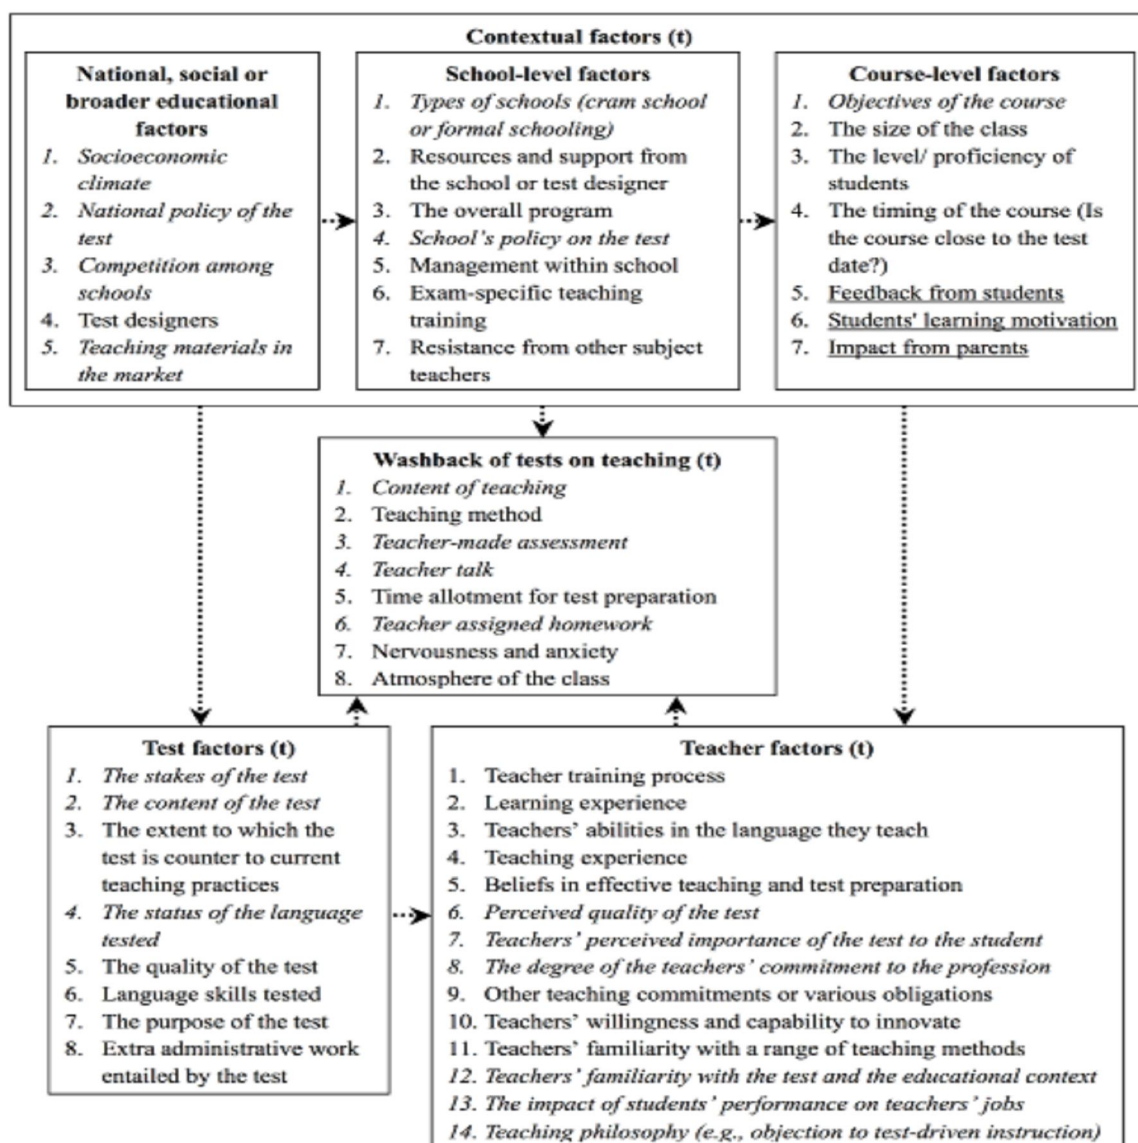 Contextual factors (t)
National, social or
broader educational
factors
1. Socioeconomic
climate
2. National policy of the
test
3. Competition among
schools
4. Test designers
5. Teaching materials in
the market
School-level factors
1. Types of schools (cram school
or formal schooling)
2. Resources and support from
the school or test designer
3. The overall program
4. School's policy on the test
5. Management within school
6. Exam-specific teaching
training
7. Resistance from other subject
teachers
Course-level factors
1. Objectives of the course
2. The size of the class
3. The level/ proficiency of
students
4. The timing of the course (Is
the course close to the test
date?)
5. Feedback from students
6. Students' learning motivation
7. Impact from parents
Washback of tests on teaching (t)
1. Content of teaching
2. Teaching method
3. Teacher-made assessment
4. Teacher talk
5. Time allotment for test preparation
6. Teacher assigned homework
7. Nervousness and anxiety
8. Atmosphere of the class
Test factors (t)
1. The stakes of the test
2. The content of the test
3. The extent to which the
test is counter to current
teaching practices
4. The status of the language
tested
5. The quality of the test
6. Language skills tested
7. The purpose of the test
8. Extra administrative work
entailed by the test
Teacher factors (t)
1. Teacher training process
2. Learning experience
3. Teachers' abilities in the language they teach
4. Teaching experience
5. Beliefs in effective teaching and test preparation
6. Perceived quality of the test
7. Teachers' perceived importance of the test to the student
8. The degree of the teachers' commitment to the profession
9. Other teaching commitments or various obligations
10. Teachers' willingness and capability to innovate
11. Teachers' familiarity with a range of teaching methods
12. Teachers' familiarity with the test and the educational context
13. The impact of students' performance on teachers' jobs
14. Teaching philosophy (e.g., objection to test-driven instruction)